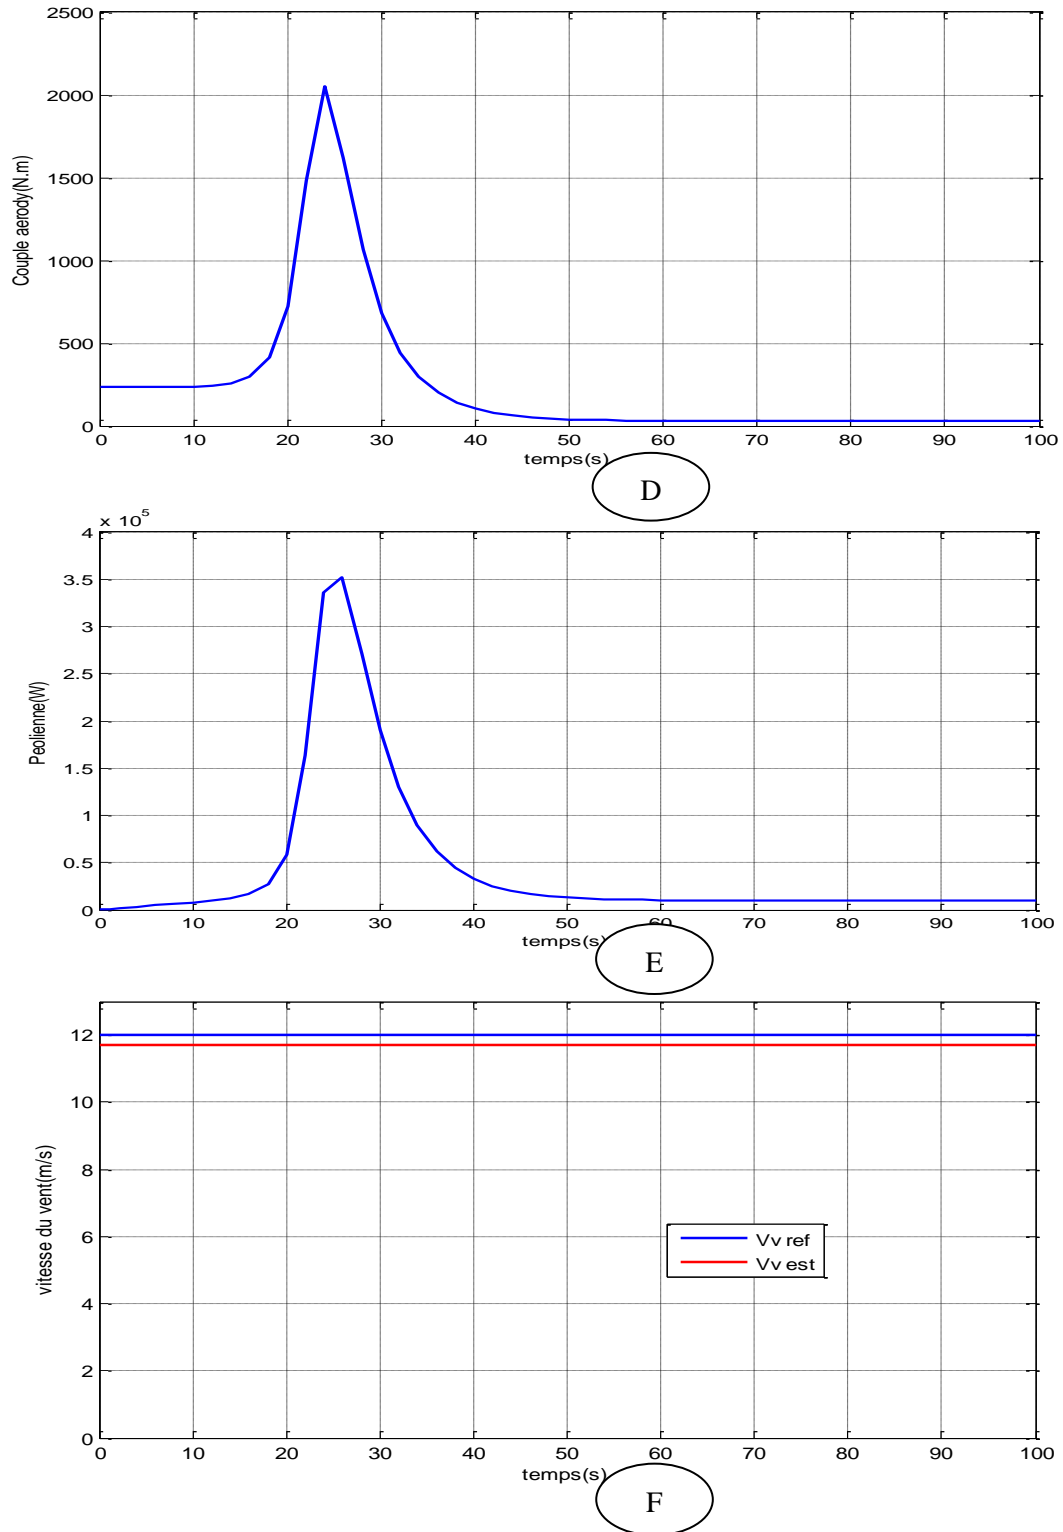 2500
2000
1500
1000
500
0
Couple aerody(N.m)
0 10 20 30 40 50 60 70 80 90 100
temps(s)
D
x 10^5
4
3.5
3
2.5
2
1.5
1
0.5
0
Peolienne(W)
0 10 20 30 40 50 60 70 80 90 100
temps(s)
E
12
10
8
6
4
2
0
vitesse du vent(m/s)
Vv ref
Vv est
0 10 20 30 40 50 60 70 80 90 100
temps(s)
F